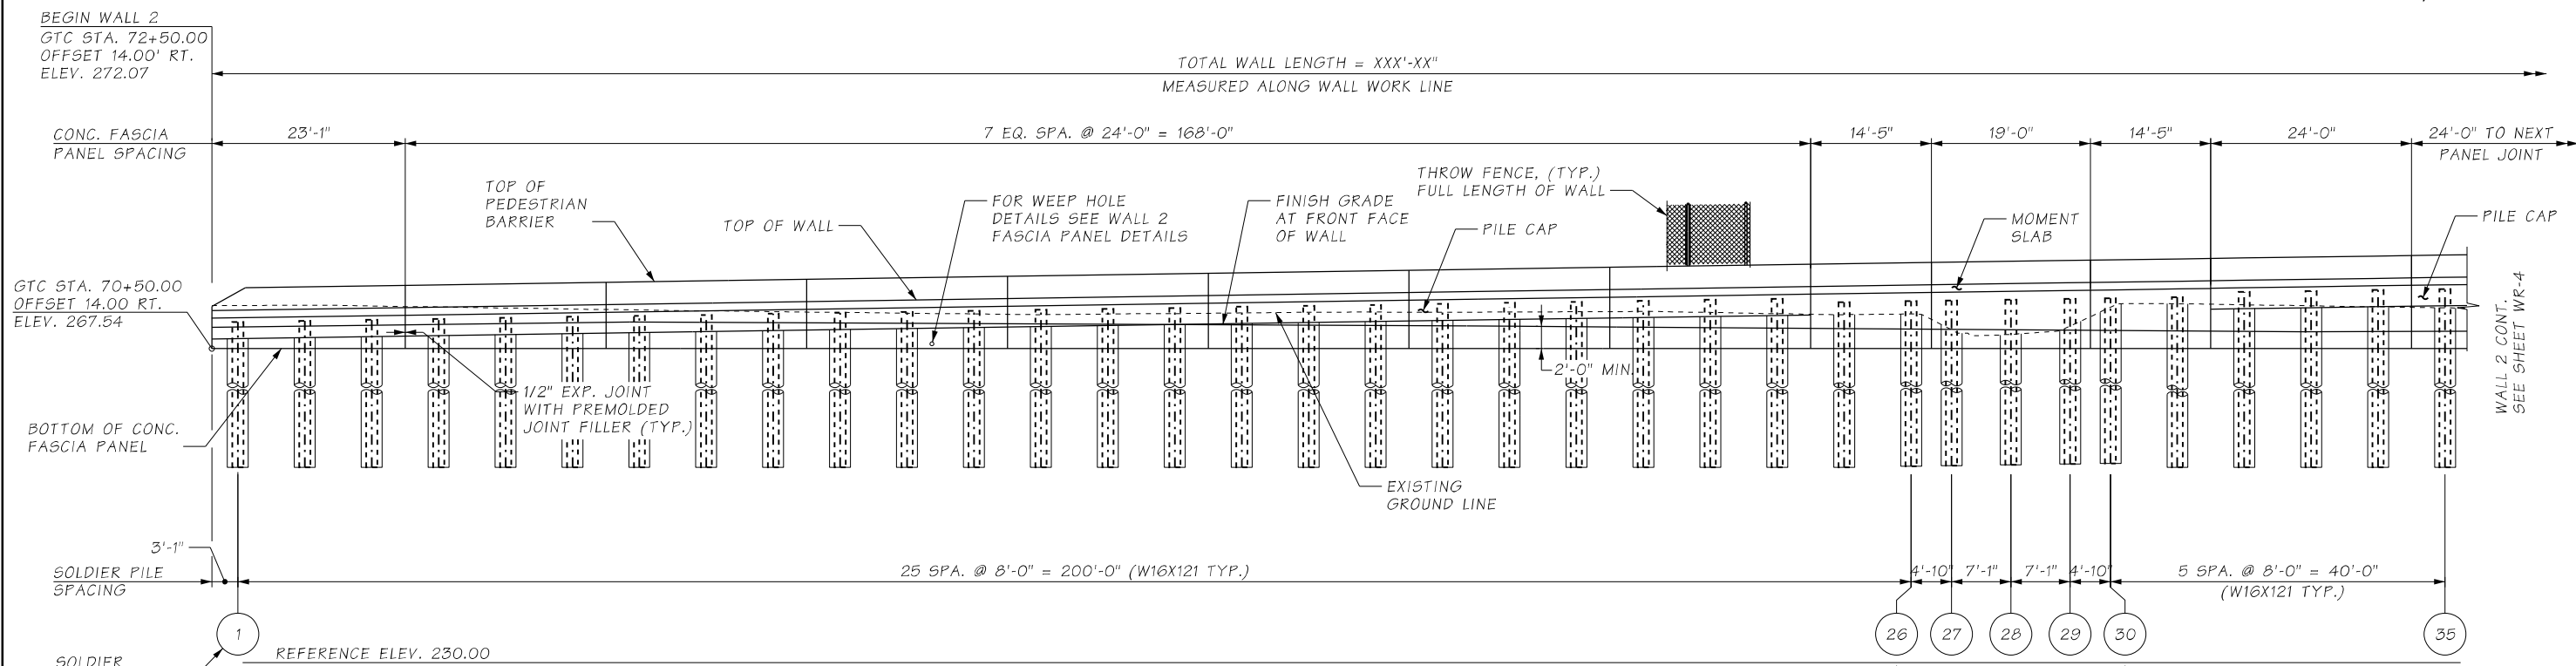 BEGIN WALL 2
GTC STA. 72+50.00
OFFSET 14.00' RT.
ELEV. 272.07
TOTAL WALL LENGTH = XXX'-XX"
MEASURED ALONG WALL WORK LINE
CONC. FASCIA
PANEL SPACING
23'-1"
7 EQ. SPA. @ 24'-0" = 168'-0"
14'-5"
19'-0"
14'-5"
24'-0"
24'-0" TO NEXT
PANEL JOINT
TOP OF
PEDESTRIAN
BARRIER
TOP OF WALL
FOR WEEP HOLE
DETAILS SEE WALL 2
FASCIA PANEL DETAILS
FINISH GRADE
AT FRONT FACE
OF WALL
THROW FENCE, (TYP.)
FULL LENGTH OF WALL
PILE CAP
MOMENT
SLAB
PILE CAP
GTC STA. 70+50.00
OFFSET 14.00 RT.
ELEV. 267.54
WALL 2 CONT.
SEE SHEET WR-4
2'-0" MIN.
1/2" EXP. JOINT
WITH PREMOLDED
JOINT FILLER (TYP.)
BOTTOM OF CONC.
FASCIA PANEL
EXISTING
GROUND LINE
3'-1"
SOLDIER PILE
SPACING
25 SPA. @ 8'-0" = 200'-0" (W16X121 TYP.)
4'-10"
7'-1"
7'-1"
4'-10"
5 SPA. @ 8'-0" = 40'-0"
(W16X121 TYP.)
1
26
27
28
29
30
35
REFERENCE ELEV. 230.00
SOLDIER